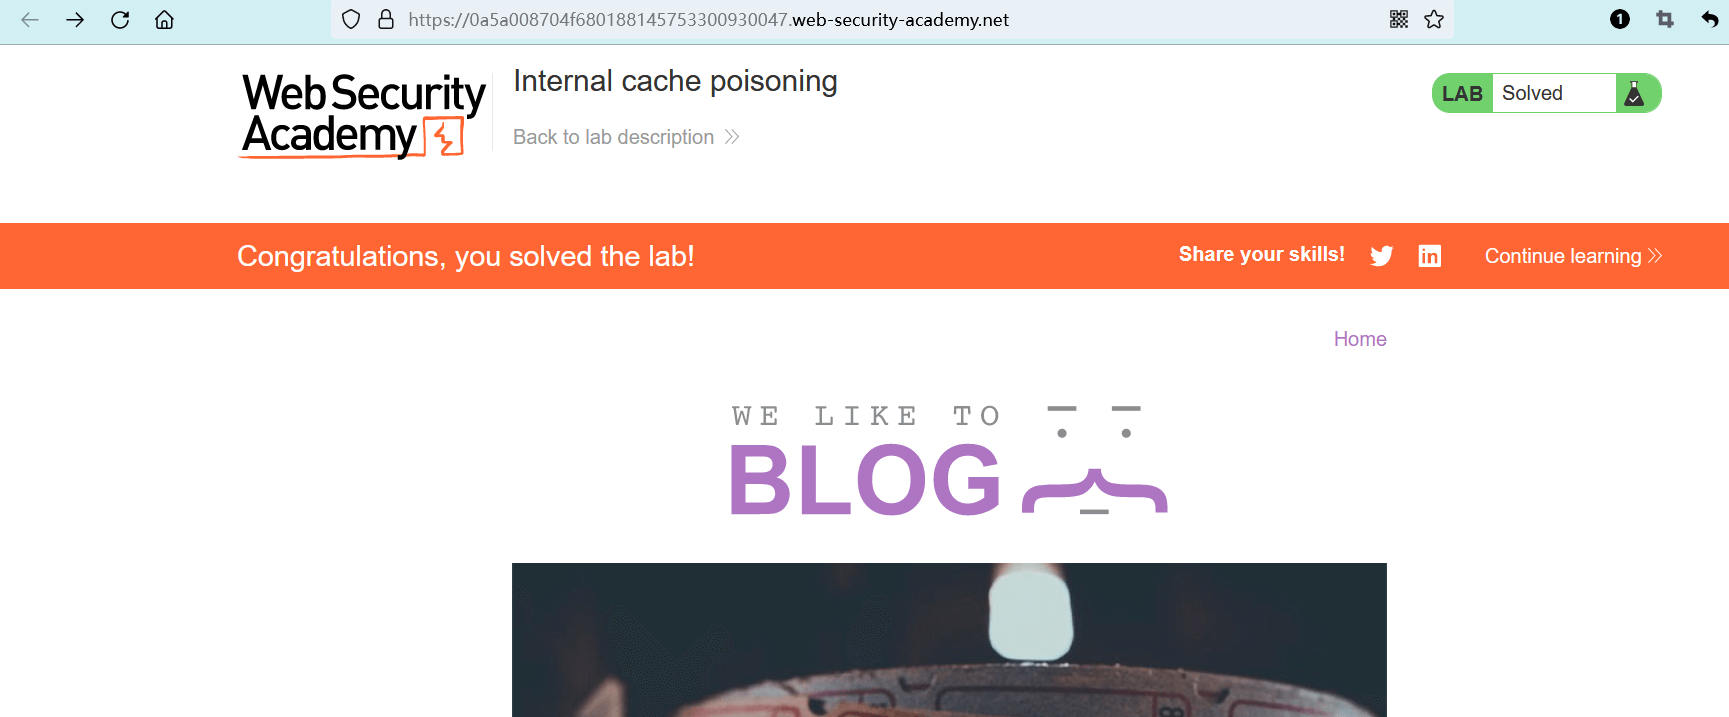 https://0a5a008704f680188145753300930047.web-security-academy.net
1
Web Security
Academy
Internal cache poisoning
Back to lab description
LAB Solved
Congratulations, you solved the lab!
Share your skills!
Continue learning
Home
WE LIKE TO
BLOG